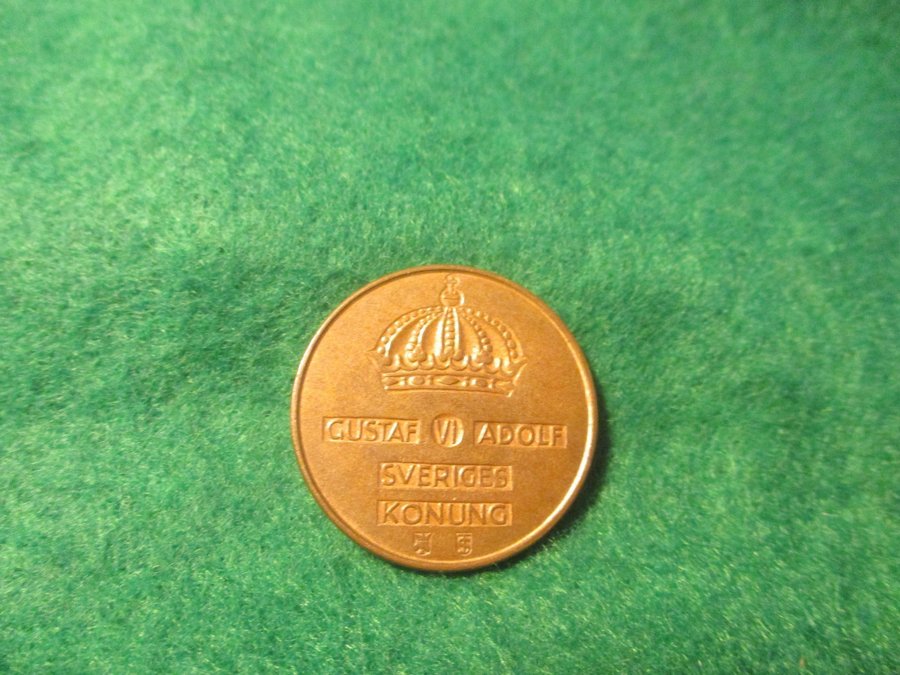 GUSTAF VI ADOLF
SVERIGES
KONUNG